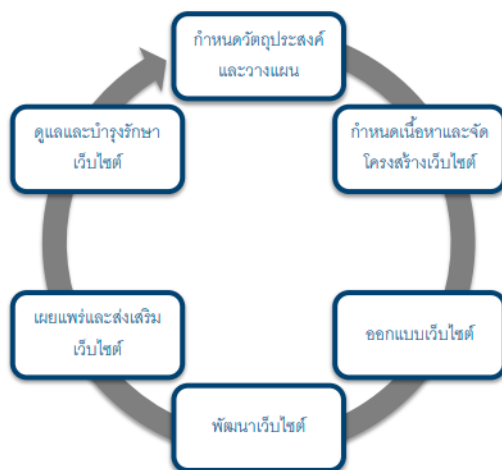 กำหนดวัตถุประสงค์
และวางแผน
กำหนดเนื้อหาและจัด
โครงสร้างเว็บไซต์
ออกแบบเว็บไซต์
พัฒนาเว็บไซต์
เผยแพร่และส่งเสริม
เว็บไซต์
ดูแลและบำรุงรักษา
เว็บไซต์